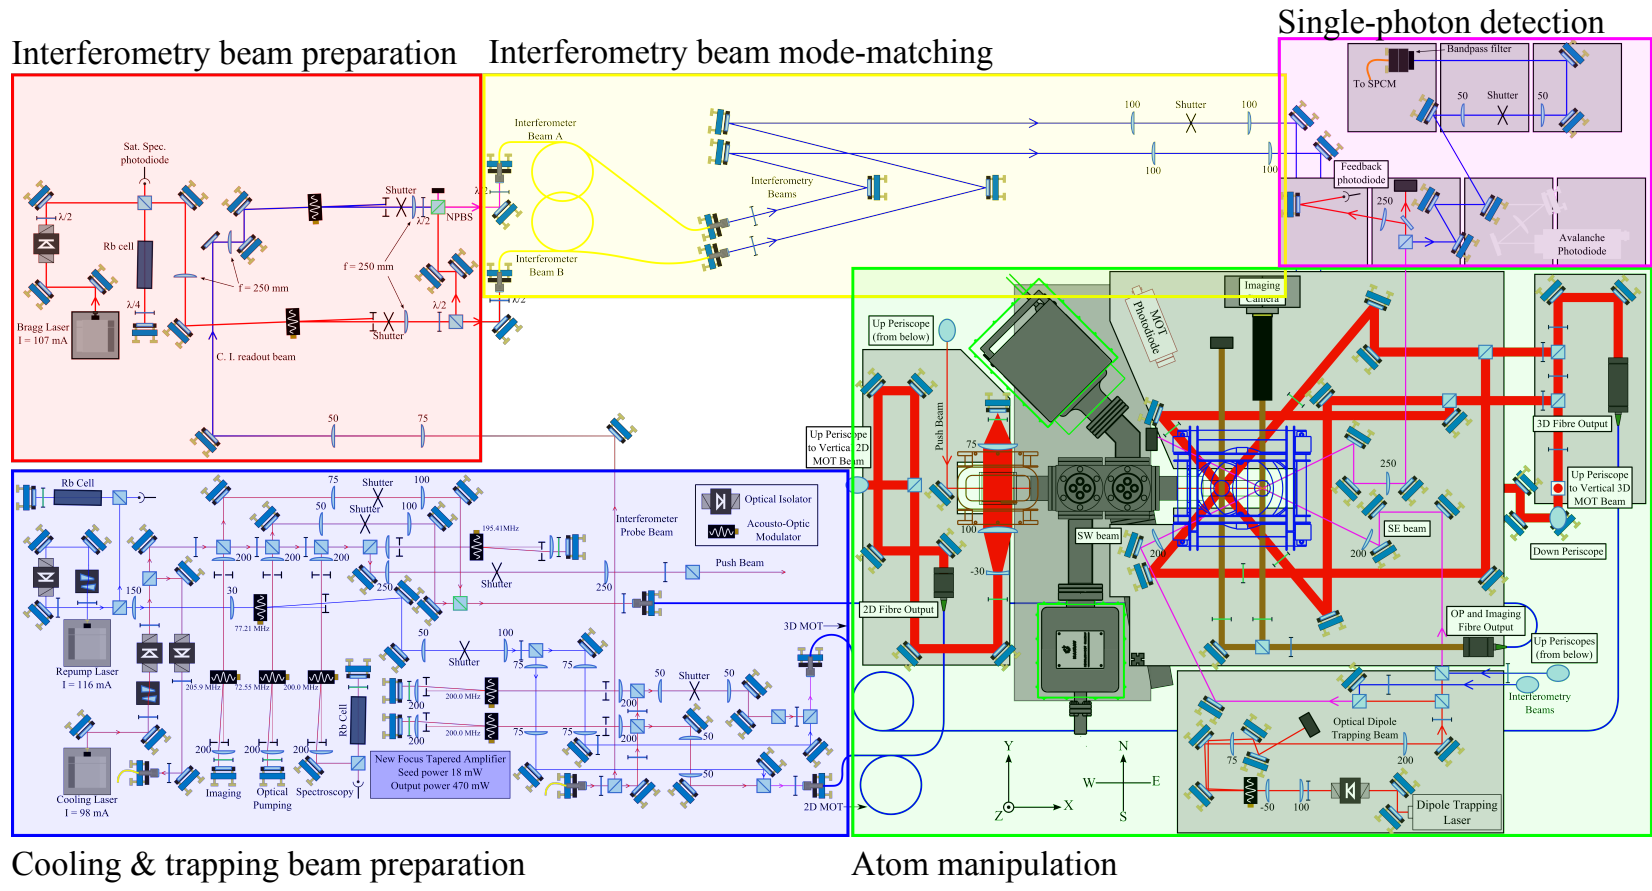 Single-photon detection
Interferometry beam preparation
Interferometry beam mode-matching
Bandpass filter
To SPCM
50
Shutter
50
Sat. Spec.
photodiode
λ/2
Rb cell
λ/4
Bragg Laser
I = 107 mA
f = 250 mm
C. I. readout beam
Shutter
λ/2
NPBS
f = 250 mm
λ/2
Shutter
50
75
λ/2
Interferometer
Beam A
Interferometer
Beam B
λ/2
Interferometry
Beams
100
Shutter
100
100
100
Feedback
photodiode
250
Avalanche
Photodiode
Imaging
Camera
MOT
Photodiode
Up Periscope
(from below)
Push Beam
Up Periscope
to Vertical 2D
MOT Beam
75
100
-30
2D Fibre Output
SW beam
200
250
SE beam
200
3D Fibre Output
Up Periscope
to Vertical 3D
MOT Beam
Down Periscope
OP and Imaging
Fibre Output
Up Periscopes
(from below)
Interferometry
Beams
Optical Dipole
Trapping Beam
75
200
-50
100
Dipole Trapping
Laser
Y
Z
X
N
W
E
S
Rb Cell
75
Shutter
100
50
Shutter
100
195.41MHz
Optical Isolator
Acousto-Optic
Modulator
Interferometer
Probe Beam
Push Beam
200
200
200
250
Shutter
250
150
30
77.21 MHz
Repump Laser
I = 116 mA
205.9 MHz
72.55 MHz
200.0 MHz
50
Shutter
100
75
75
3D MOT
Rb Cell
200
200.0 MHz
200
50
Shutter
50
200
200.0 MHz
200
75
75
50
50
Cooling Laser
I = 98 mA
200
200
200
Imaging
Optical
Pumping
Spectroscopy
New Focus Tapered Amplifier
Seed power 18 mW
Output power 470 mW
2D MOT
Cooling & trapping beam preparation
Atom manipulation